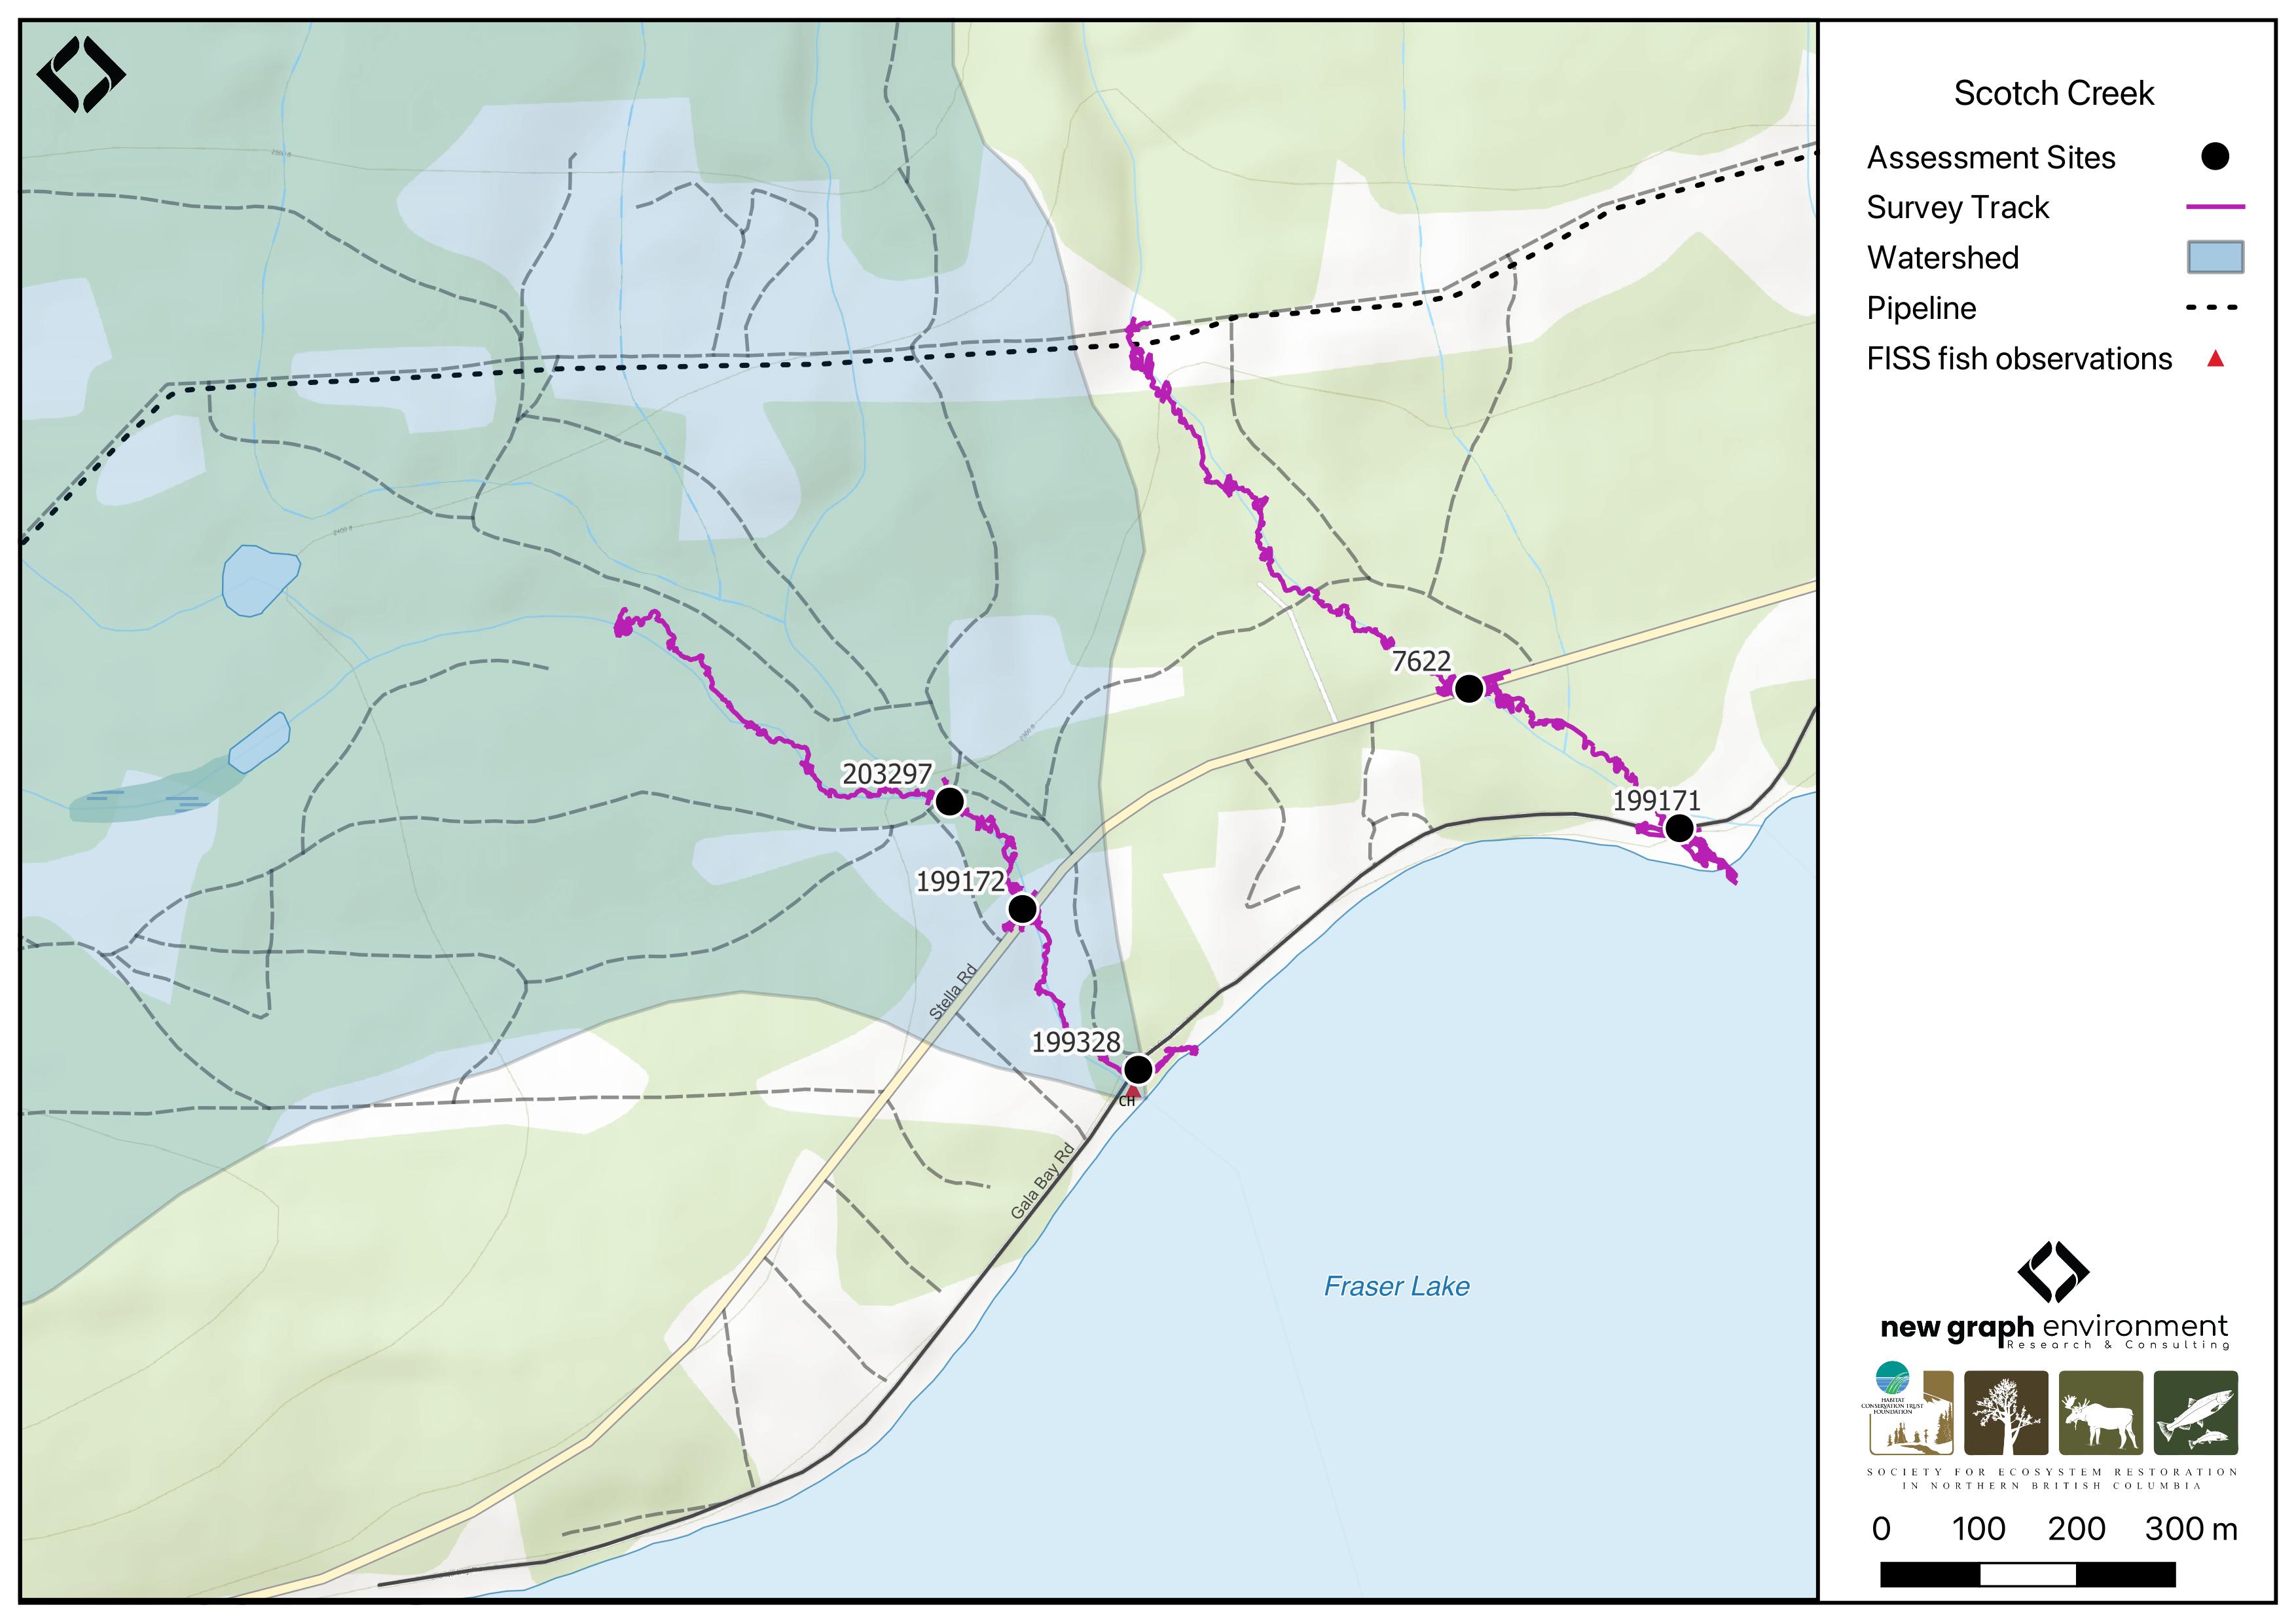 Scotch Creek
Assessment Sites
Survey Track
Watershed
Pipeline
FISS fish observations
7622
203297
199171
199172
Stella Rd
199328
CH
Gala Bay Rd
Fraser Lake
new graph environment
Research & Consulting
HABITAT
CONSERVATION TRUST
FOUNDATION
SOCIETY FOR ECOSYSTEM RESTORATION
IN NORTHERN BRITISH COLUMBIA
0 100 200 300 m